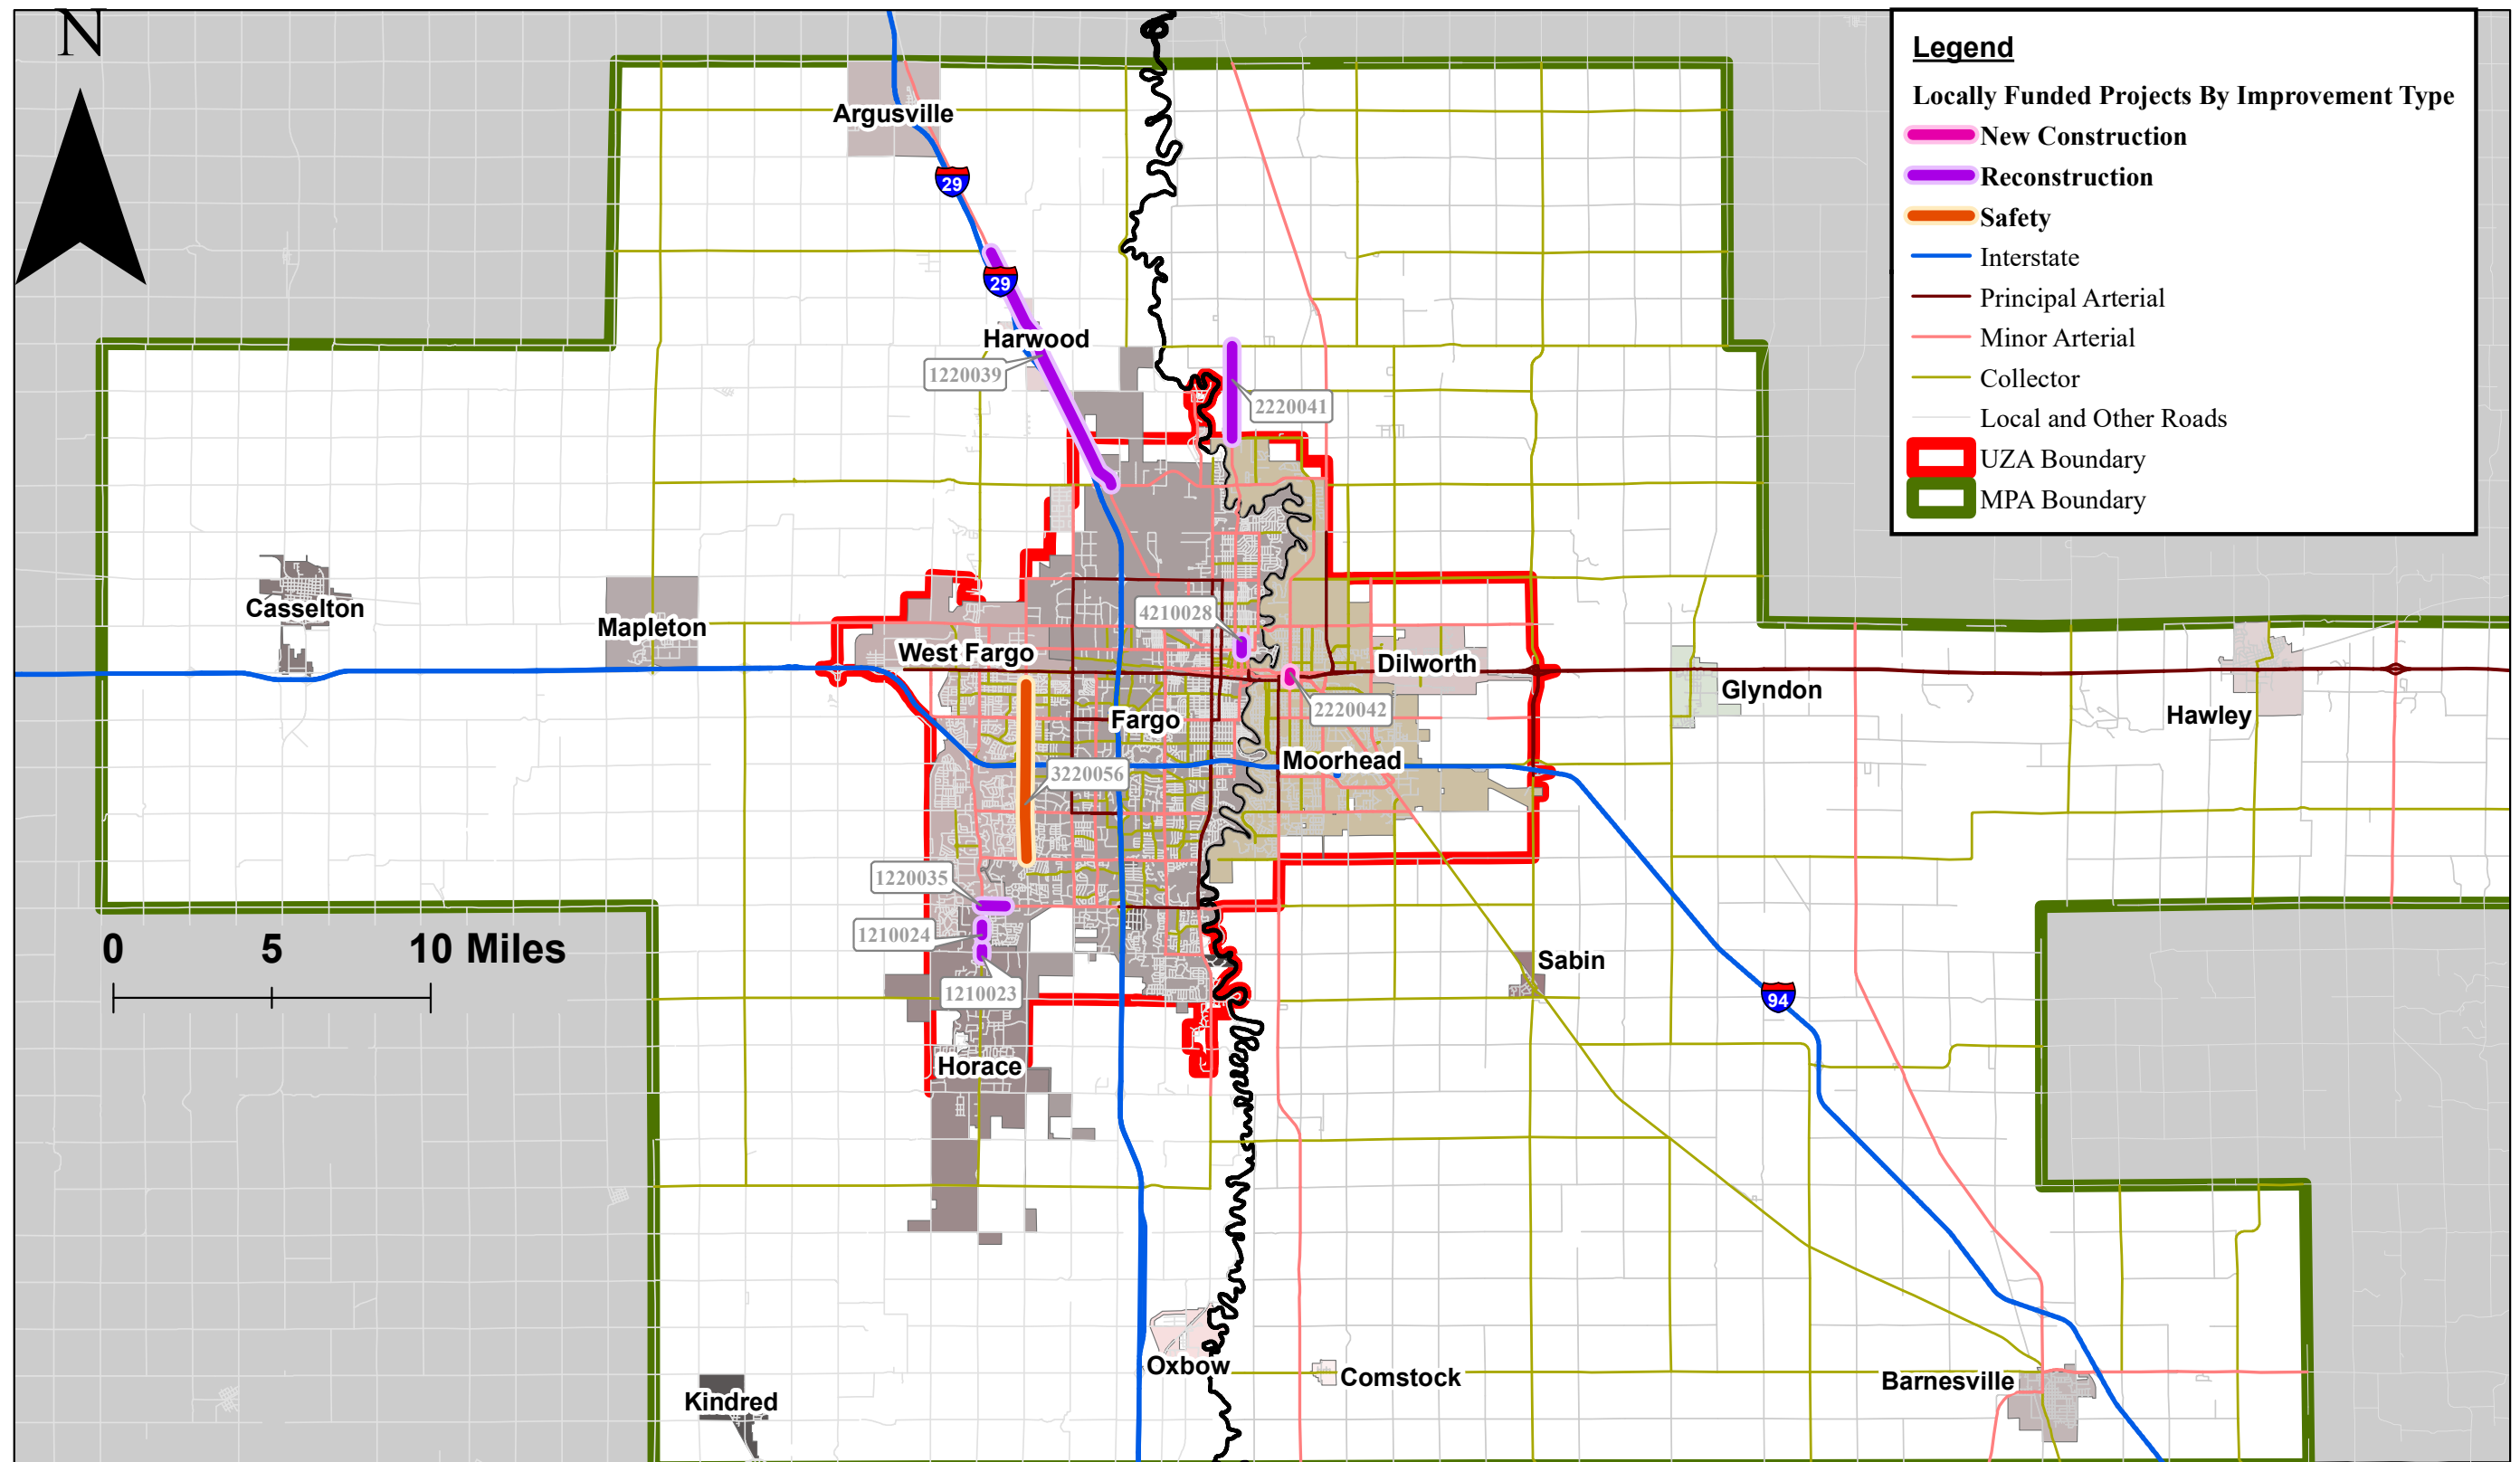 N
Legend
Locally Funded Projects By Improvement Type
New Construction
Reconstruction
Safety
Interstate
Principal Arterial
Minor Arterial
Collector
Local and Other Roads
UZA Boundary
MPA Boundary
Argusville
29
29
Harwood
1220039
2220041
Casselton
Mapleton
4210028
West Fargo
Dilworth
Glyndon
Hawley
2220042
Fargo
Moorhead
3220056
1220035
1210024
1210023
0 5 10 Miles
Sabin
94
Horace
Oxbow
Comstock
Barnesville
Kindred